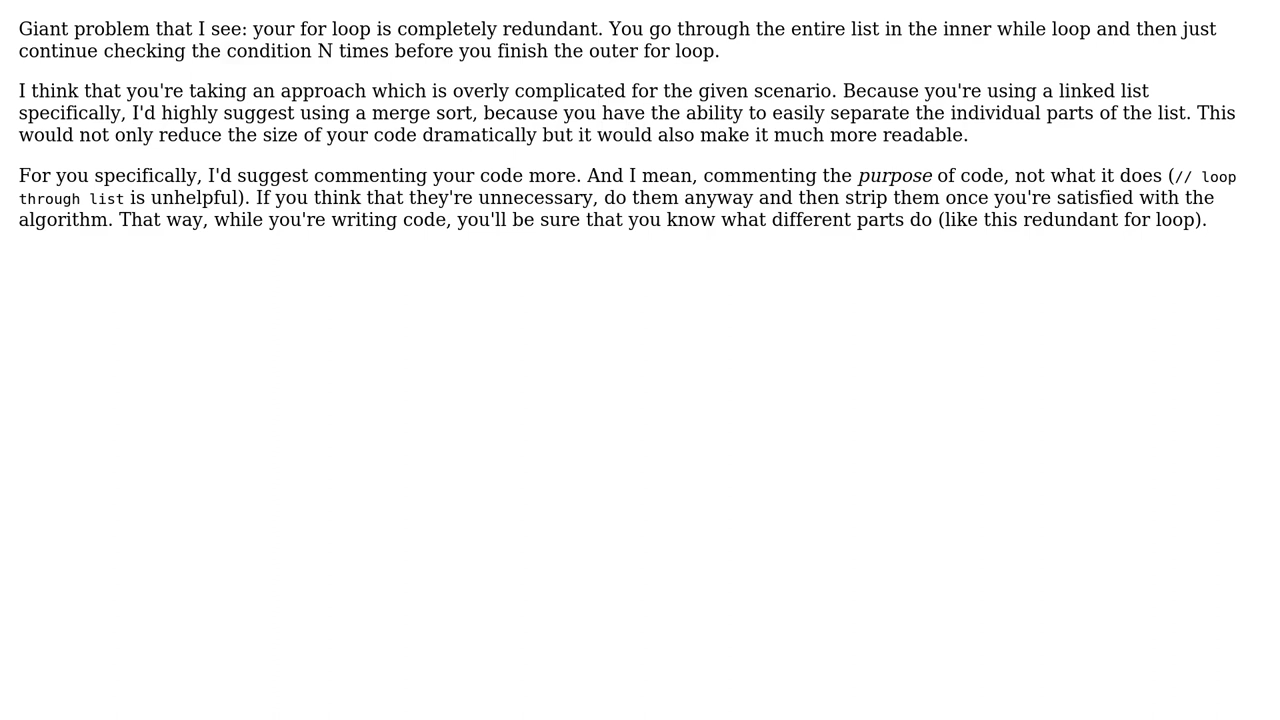 Giant problem that I see: your for loop is completely redundant. You go through the entire list in the inner while loop and then just
continue checking the condition N times before you finish the outer for loop.
I think that you're taking an approach which is overly complicated for the given scenario. Because you're using a linked list
specifically, I'd highly suggest using a merge sort, because you have the ability to easily separate the individual parts of the list. This
would not only reduce the size of your code dramatically but it would also make it much more readable.
For you specifically, I'd suggest commenting your code more. And I mean, commenting the purpose of code, not what it does (// loop
through list is unhelpful). If you think that they're unnecessary, do them anyway and then strip them once you're satisfied with the
algorithm. That way, while you're writing code, you'll be sure that you know what different parts do (like this redundant for loop).